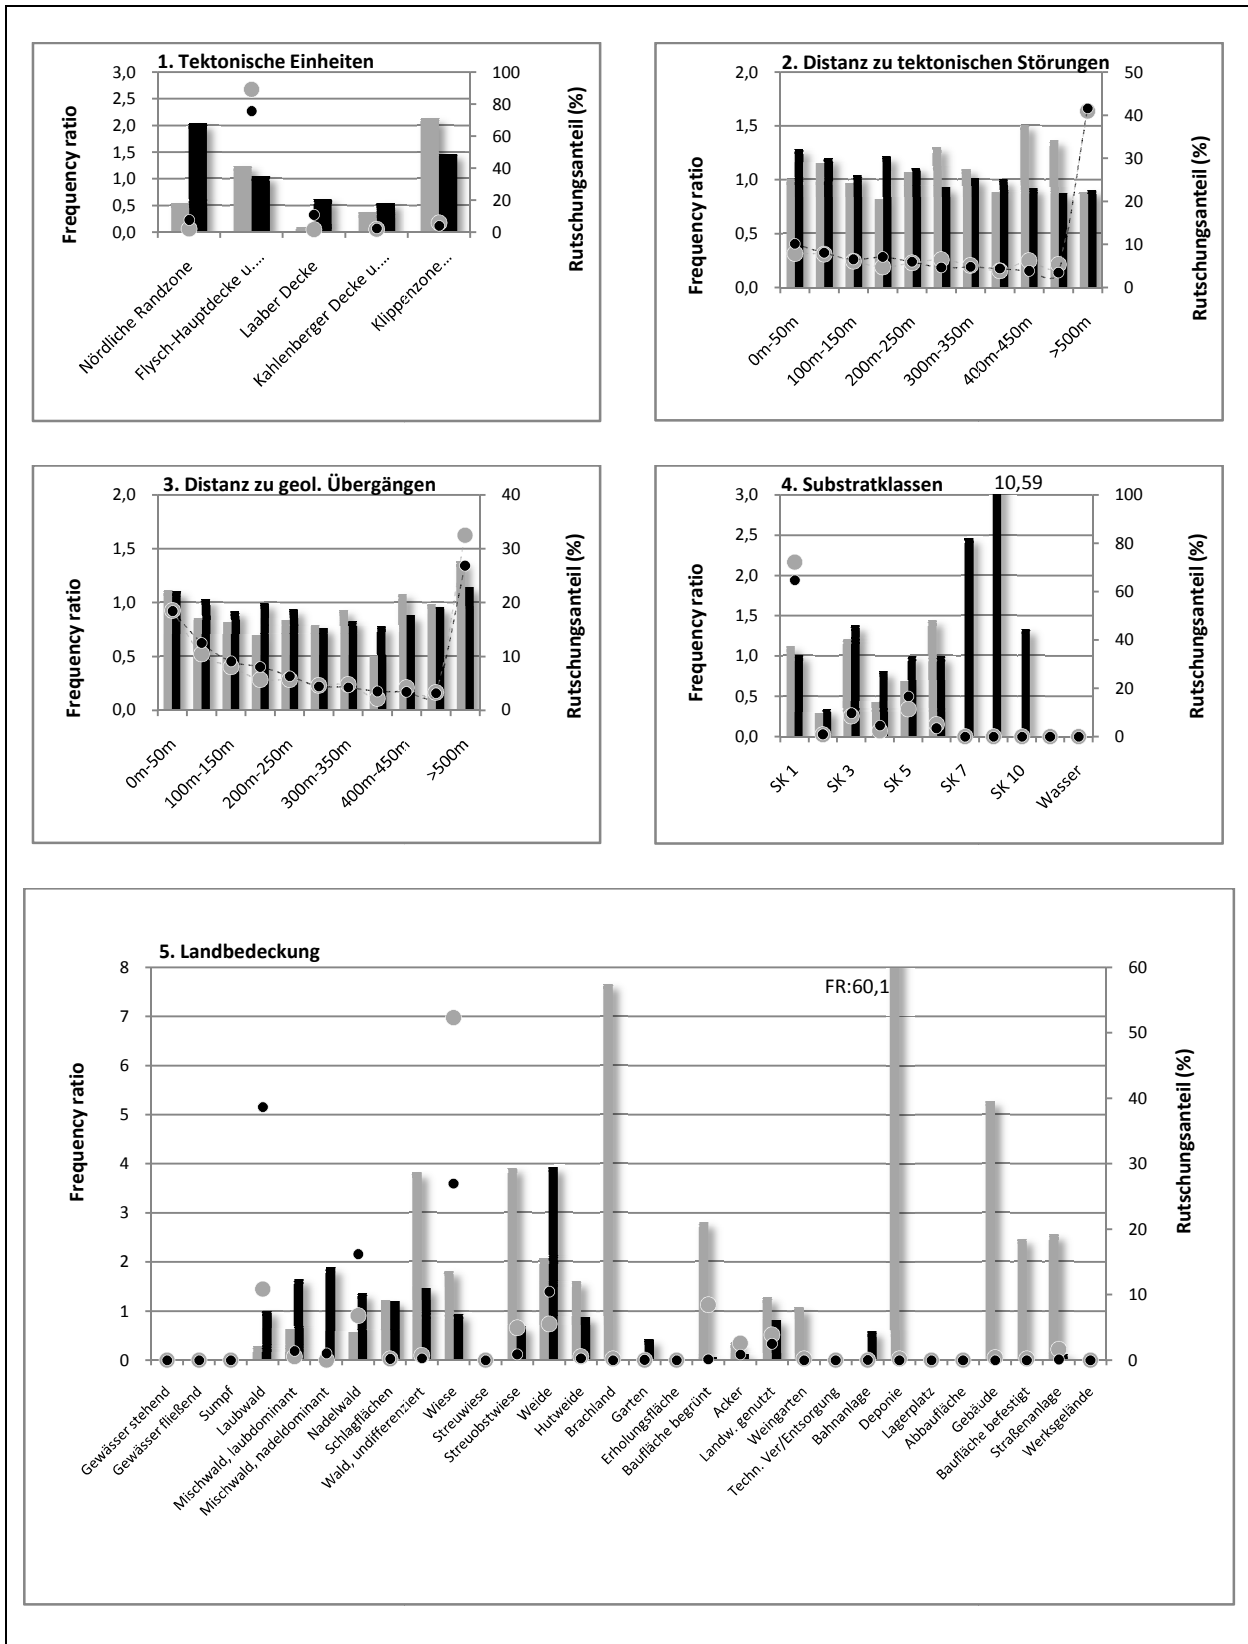 1. Tektonische Einheiten
Frequency ratio
3,0
2,5
2,0
1,5
1,0
0,5
0,0
100
80
60
40
20
0
Rutschungsanteil (%)
Nördliche Randzone
Flysch-Hauptdecke u....
Laaber Decke
Kahlenberger Decke u....
Klippenzone...
2. Distanz zu tektonischen Störungen
Frequency ratio
2,0
1,5
1,0
0,5
0,0
50
40
30
20
10
0
Rutschungsanteil (%)
0m-50m
100m-150m
200m-250m
300m-350m
400m-450m
>500m
3. Distanz zu geol. Übergängen
Frequency ratio
2,0
1,5
1,0
0,5
0,0
40
30
20
10
0
Rutschungsanteil (%)
0m-50m
100m-150m
200m-250m
300m-350m
400m-450m
>500m
4. Substratklassen
10,59
Frequency ratio
3,0
2,5
2,0
1,5
1,0
0,5
0,0
100
80
60
40
20
0
Rutschungsanteil (%)
SK 1
SK 3
SK 5
SK 7
SK 10
Wasser
5. Landbedeckung
FR:60,1
Frequency ratio
8
7
6
5
4
3
2
1
0
60
50
40
30
20
10
0
Rutschungsanteil (%)
Gewässer stehend
Gewässer fließend
Sumpf
Laubwald
Mischwald, laubdominant
Mischwald, nadeldominant
Nadelwald
Schlagflächen
Wald, undifferenziert
Wiese
Streuwiese
Streuobstwiese
Weide
Hutweide
Brachland
Garten
Erholungsfläche
Baufläche begrünt
Acker
Landw. genutzt
Weingarten
Techn. Ver/Entsorgung
Bahnanlage
Deponie
Lagerplatz
Abbaufläche
Gebäude
Baufläche befestigt
Straßenanlage
Werksgelände